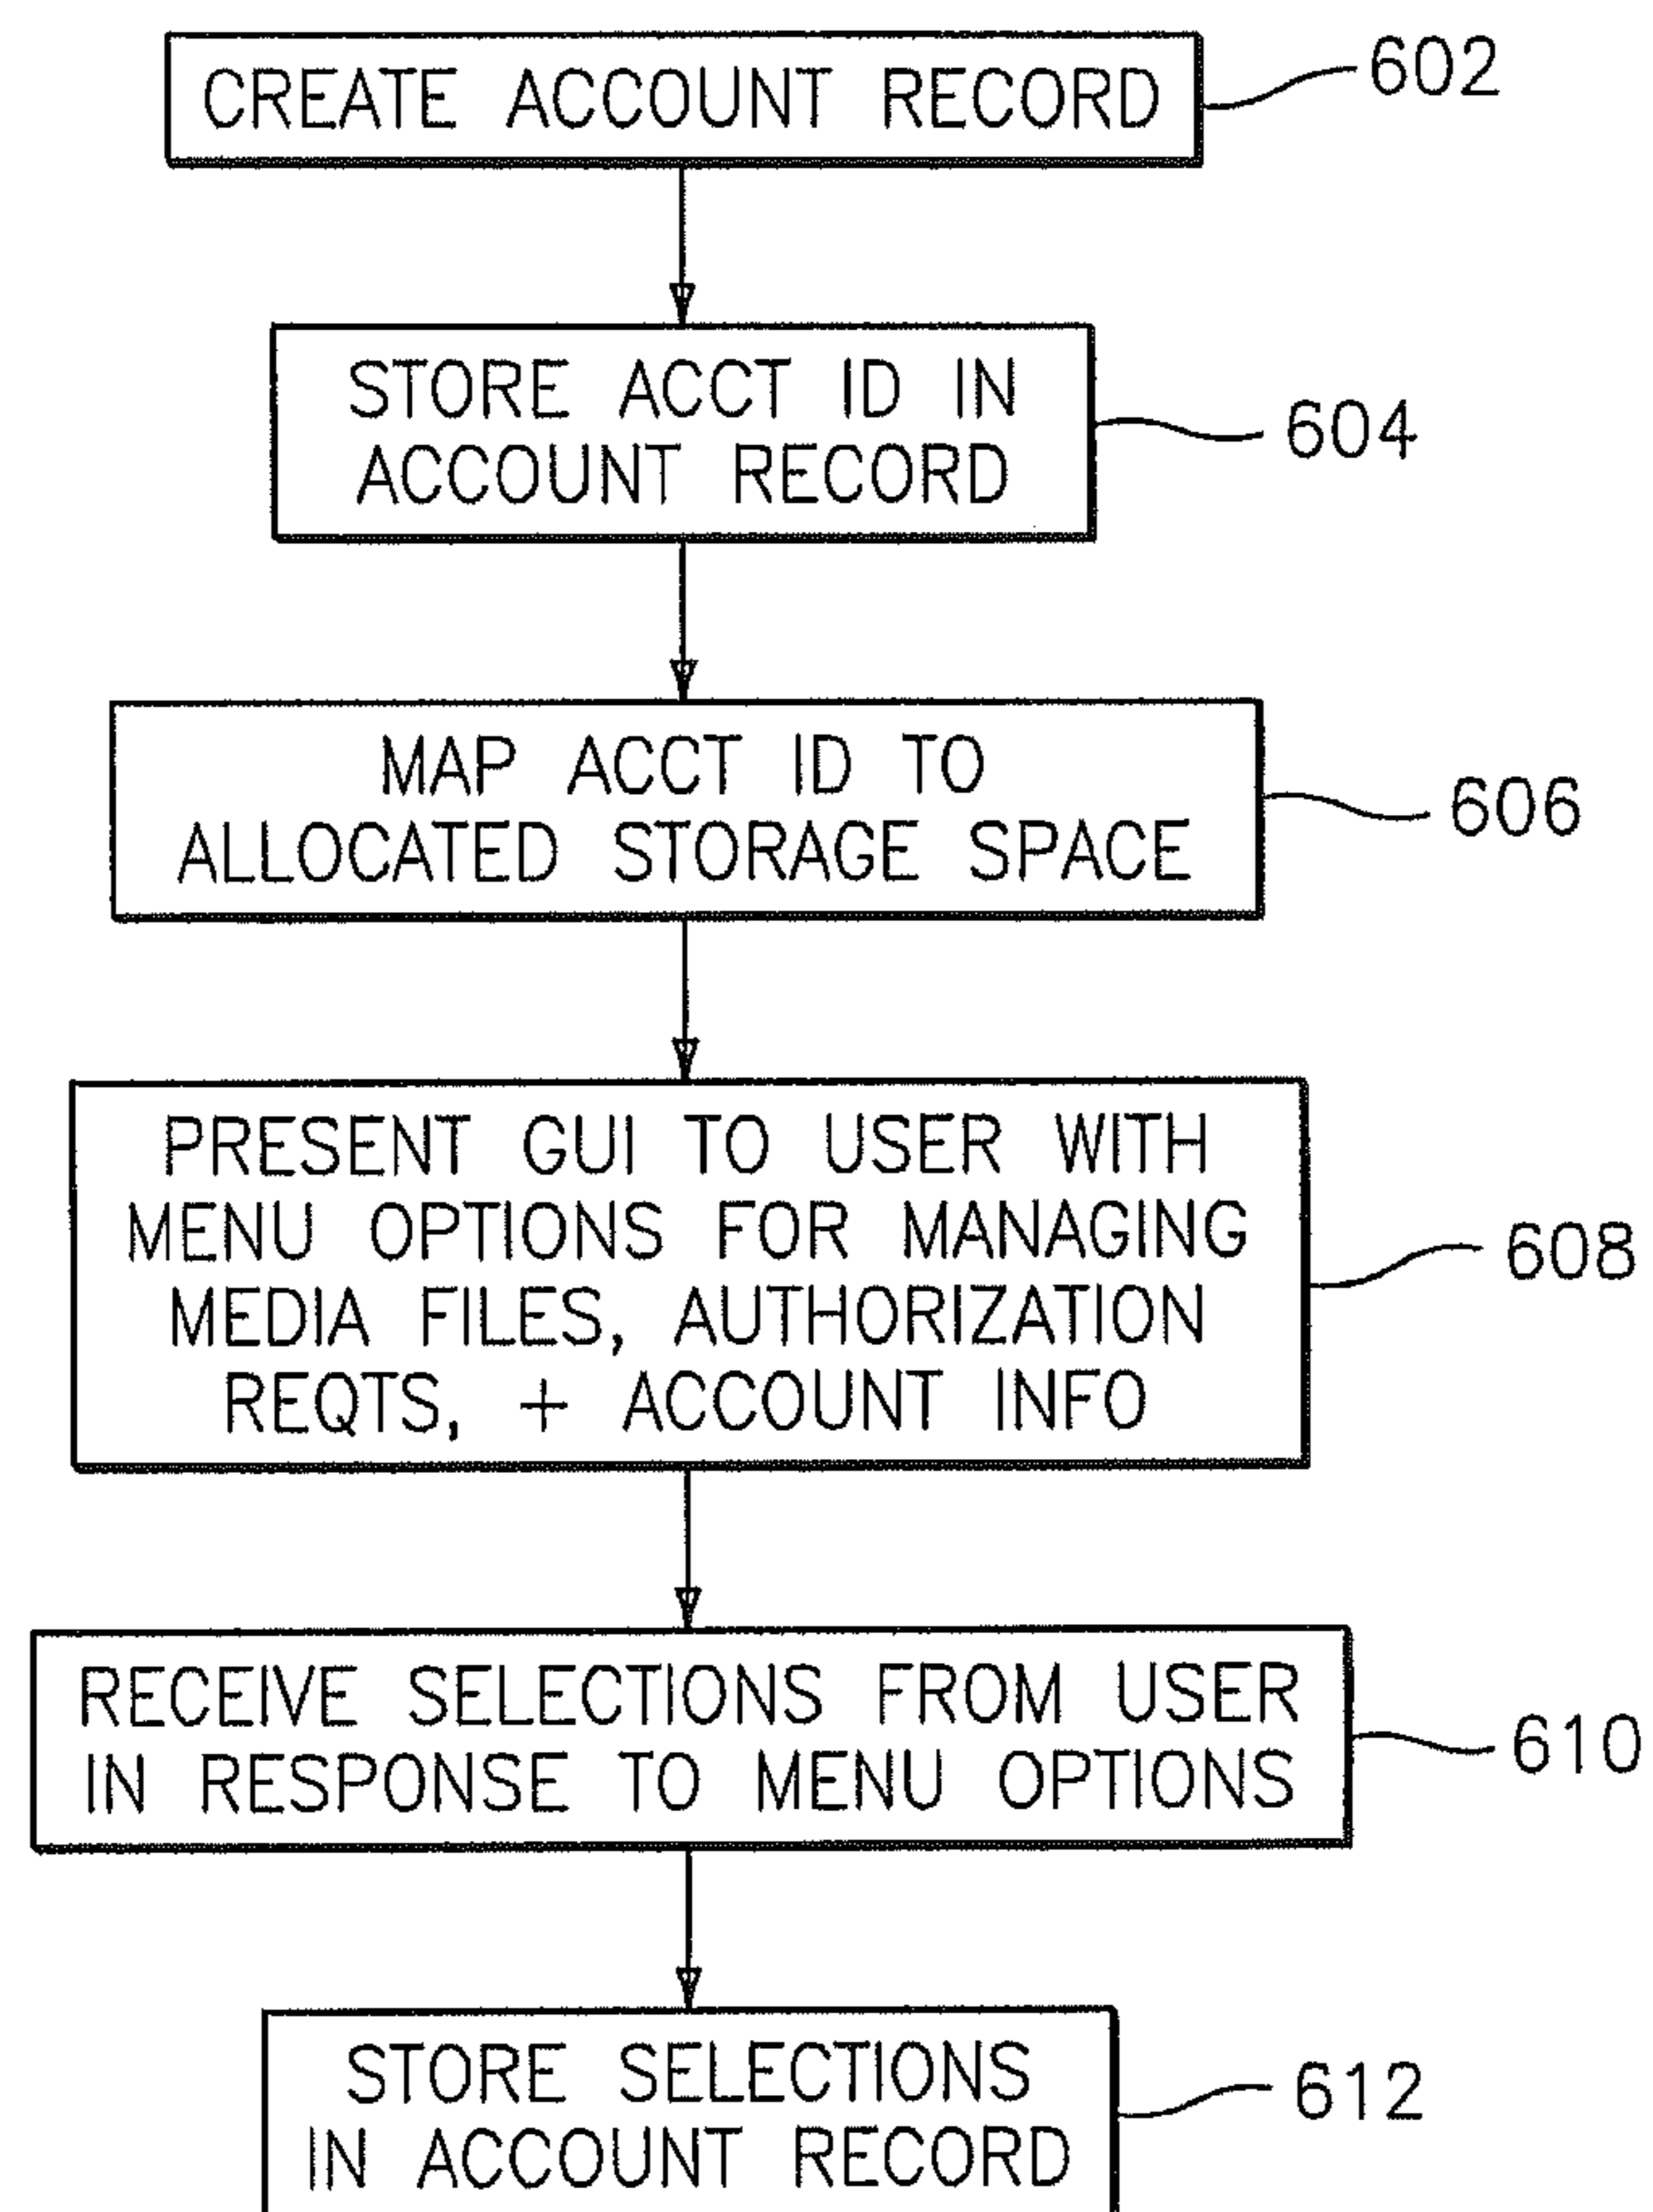 CREATE ACCOUNT RECORD
602
STORE ACCT ID IN
ACCOUNT RECORD
604
MAP ACCT ID TO
ALLOCATED STORAGE SPACE
606
PRESENT GUI TO USER WITH
MENU OPTIONS FOR MANAGING
MEDIA FILES, AUTHORIZATION
REQTS, + ACCOUNT INFO
608
RECEIVE SELECTIONS FROM USER
IN RESPONSE TO MENU OPTIONS
610
STORE SELECTIONS
IN ACCOUNT RECORD
612